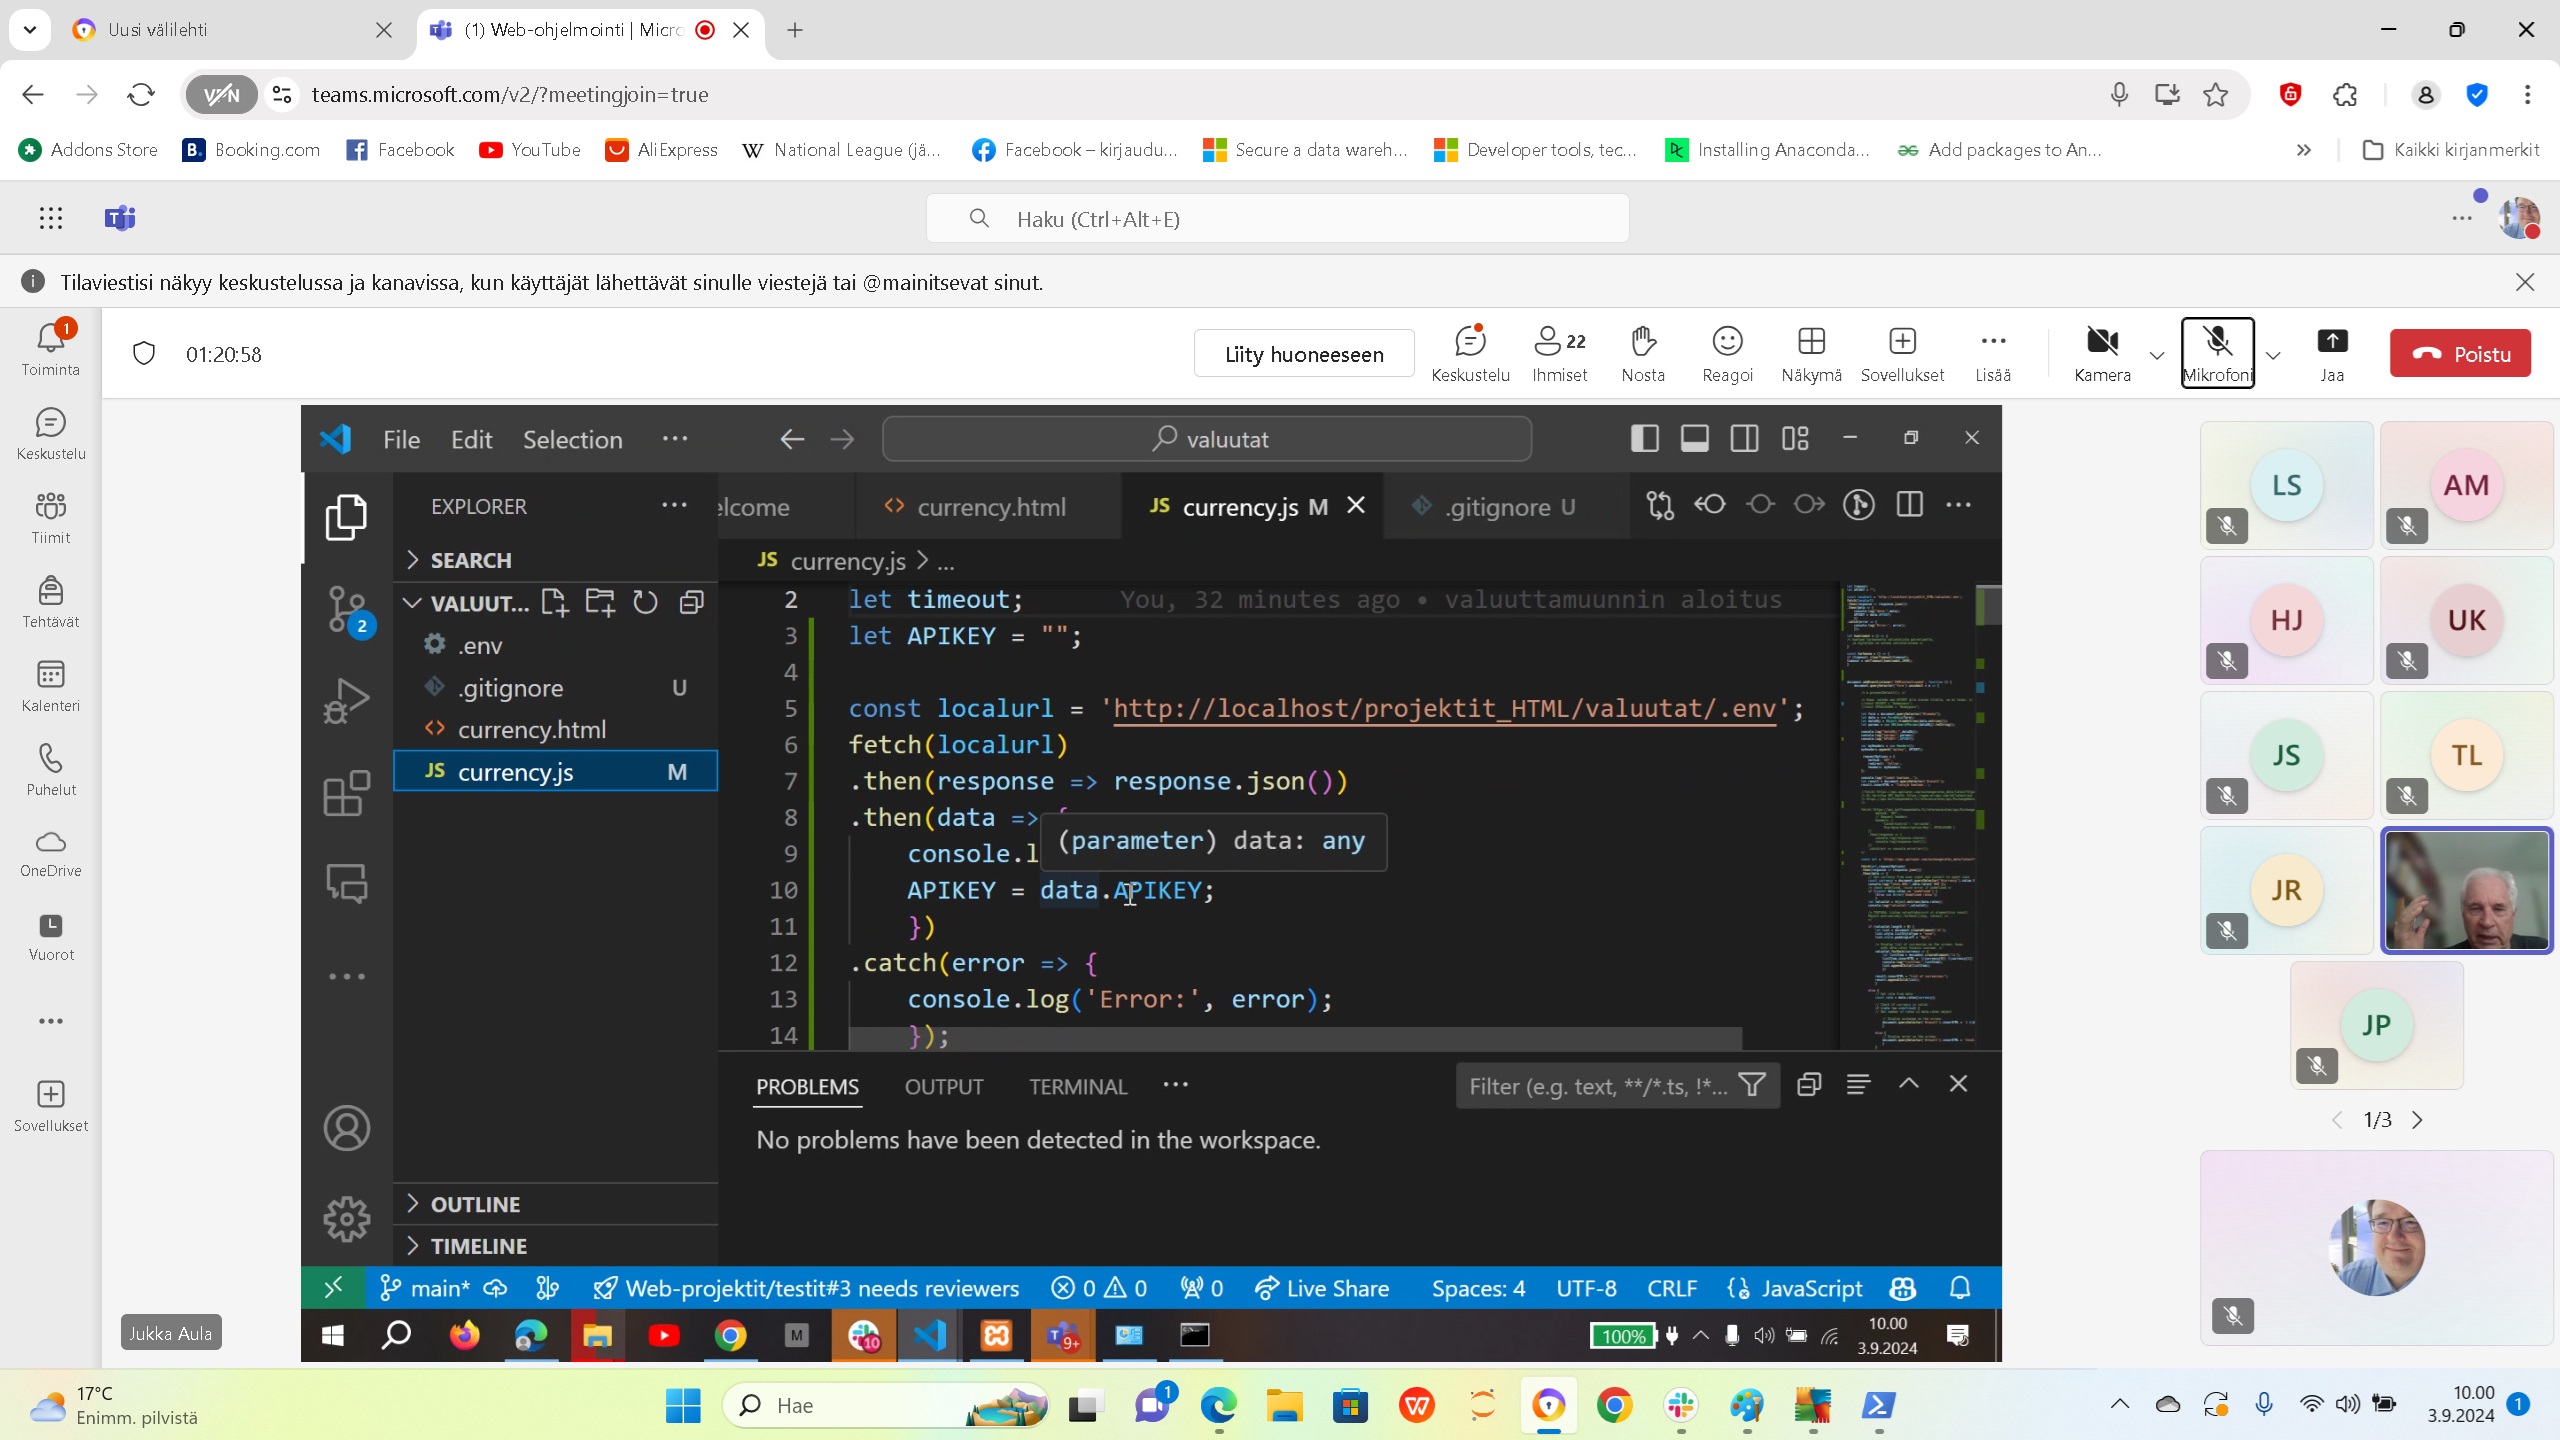 Uusi välilehti
(1) Web-ohjelmointi | Micro
VPN
teams.microsoft.com/v2/?meetingjoin=true
Addons Store
Booking.com
Facebook
YouTube
AliExpress
National League (jä...
Facebook – kirjaudu...
Secure a data wareh...
Developer tools, tec...
Installing Anaconda...
Add packages to An...
Kaikki kirjanmerkit
Haku (Ctrl+Alt+E)
Tilaviestisi näkyy keskustelussa ja kanavissa, kun käyttäjät lähettävät sinulle viestejä tai @mainitsevat sinut.
1
Toiminta
Keskustelu
Tiimit
Tehtävät
Kalenteri
Puhelut
OneDrive
Vuorot
Sovellukset
01:20:58
Liity huoneeseen
Keskustelu
22
Ihmiset
Nosta
Reagoi
Näkymä
Sovellukset
Lisää
Kamera
Mikrofoni
Jaa
Poistu
File
Edit
Selection
valuutat
EXPLORER
SEARCH
VALUUT...
.env
.gitignore U
currency.html
JS currency.js M
2
OUTLINE
TIMELINE
elcome
currency.html
JS currency.js M
.gitignore U
JS currency.js > ...
2 let timeout; You, 32 minutes ago • valuuttamuunnin aloitus
3 let APIKEY = "";
4
5 const localurl = 'http://localhost/projektit_HTML/valuutat/.env';
6 fetch(localurl)
7 .then(response => response.json())
8 .then(data => {
(parameter) data: any
9 console.l
10 APIKEY = data.APIKEY;
11 })
12 .catch(error => {
13 console.log('Error:', error);
14 });
PROBLEMS
OUTPUT
TERMINAL
Filter (e.g. text, **/*.ts, !*...
No problems have been detected in the workspace.
main*
Web-projektit/testit#3 needs reviewers
0
0
0
Live Share
Spaces: 4
UTF-8
CRLF
JavaScript
M
10
9+
100%
10.00
3.9.2024
Jukka Aula
LS
AM
HJ
UK
JS
TL
JR
JP
1/3
17°C
Enimm. pilvistä
Hae
1
10.00
3.9.2024
1